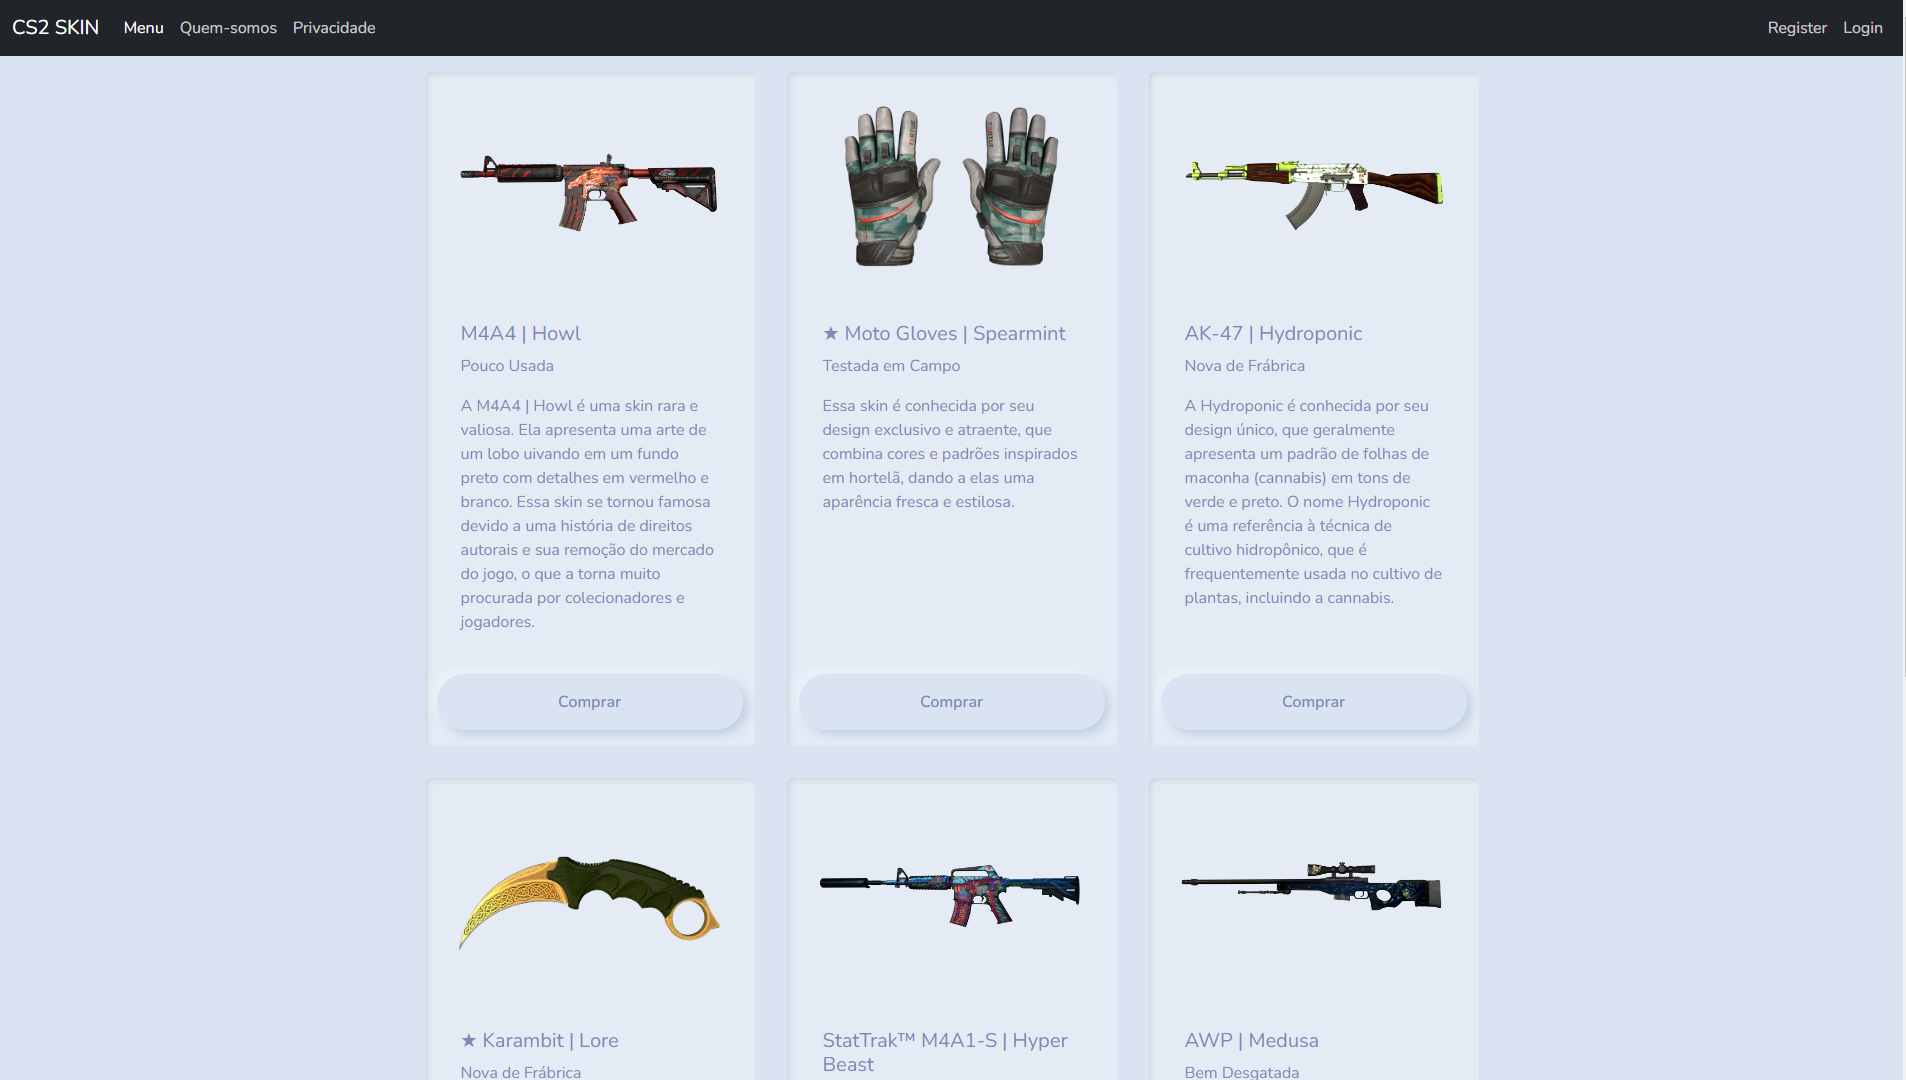 CS2 SKIN Menu Quem-somos Privacidade Register Login
M4A4 | Howl
Pouco Usada
A M4A4 | Howl é uma skin rara e
valiosa. Ela apresenta uma arte de
um lobo uivando em um fundo
preto com detalhes em vermelho e
branco. Essa skin se tornou famosa
devido a uma história de direitos
autorais e sua remoção do mercado
do jogo, o que a torna muito
procurada por colecionadores e
jogadores.
Comprar
★ Moto Gloves | Spearmint
Testada em Campo
Essa skin é conhecida por seu
design exclusivo e atraente, que
combina cores e padrões inspirados
em hortelã, dando a elas uma
aparência fresca e estilosa.
Comprar
AK-47 | Hydroponic
Nova de Frábrica
A Hydroponic é conhecida por seu
design único, que geralmente
apresenta um padrão de folhas de
maconha (cannabis) em tons de
verde e preto. O nome Hydroponic
é uma referência à técnica de
cultivo hidropônico, que é
frequentemente usada no cultivo de
plantas, incluindo a cannabis.
Comprar
★ Karambit | Lore
Nova de Frábrica
StatTrak™ M4A1-S | Hyper
Beast
AWP | Medusa
Bem Desgatada